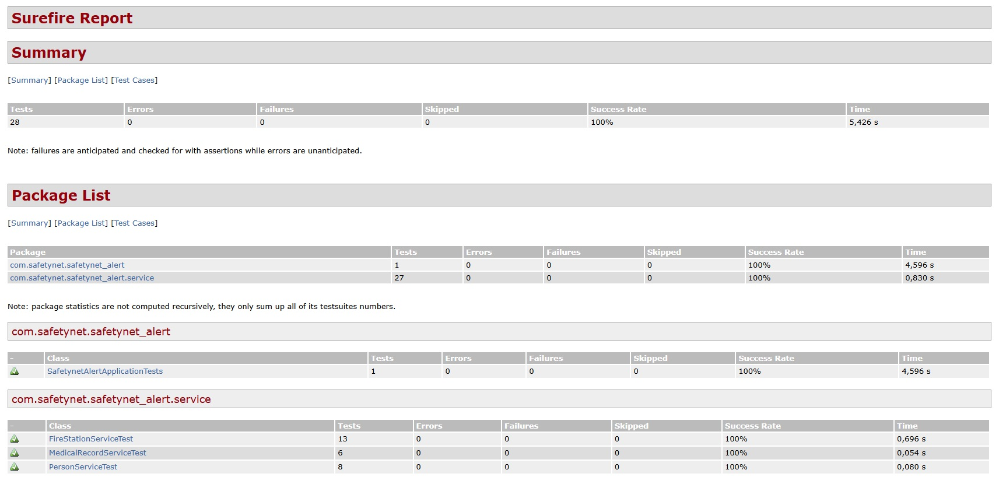 Surefire Report
Summary
[Summary] [Package List] [Test Cases]
Tests Errors Failures Skipped Success Rate Time
28 0 0 0 100% 5,426 s
Note: failures are anticipated and checked for with assertions while errors are unanticipated.
Package List
[Summary] [Package List] [Test Cases]
Package Tests Errors Failures Skipped Success Rate Time
com.safetynet.safetynet_alert 1 0 0 0 100% 4,596 s
com.safetynet.safetynet_alert.service 27 0 0 0 100% 0,830 s
Note: package statistics are not computed recursively, they only sum up all of its testsuites numbers.
com.safetynet.safetynet_alert
- Class Tests Errors Failures Skipped Success Rate Time
SafetynetAlertApplicationTests 1 0 0 0 100% 4,596 s
com.safetynet.safetynet_alert.service
- Class Tests Errors Failures Skipped Success Rate Time
FireStationServiceTest 13 0 0 0 100% 0,696 s
MedicalRecordServiceTest 6 0 0 0 100% 0,054 s
PersonServiceTest 8 0 0 0 100% 0,080 s